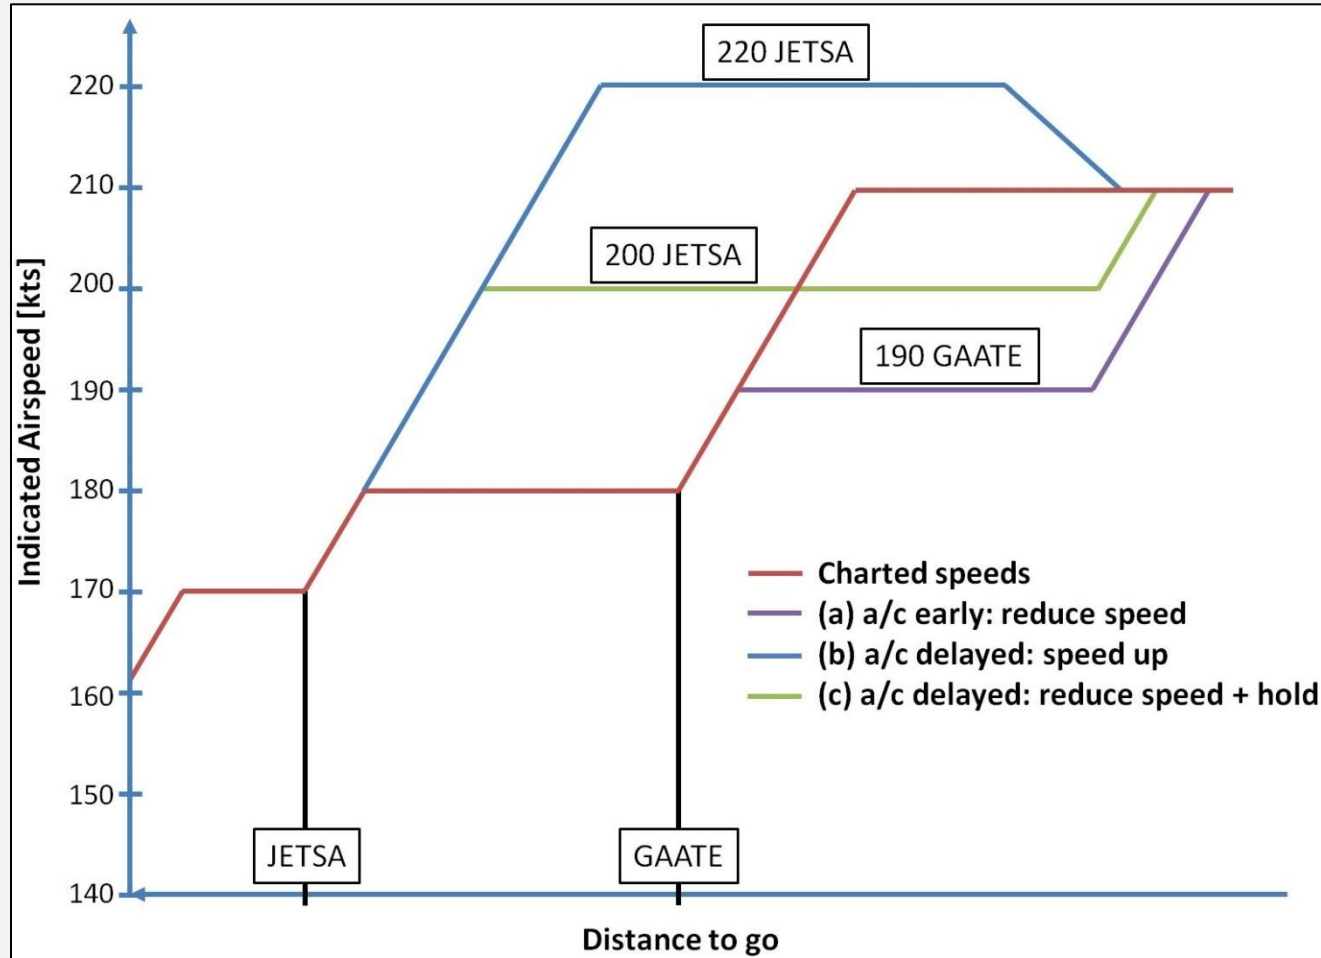 220 JETSA
220
210
200 JETSA
200
190 GAATE
190
180
170
160
150
140
Indicated Airspeed [kts]
Charted speeds
(a) a/c early: reduce speed
(b) a/c delayed: speed up
(c) a/c delayed: reduce speed + hold
JETSA
GAATE
Distance to go